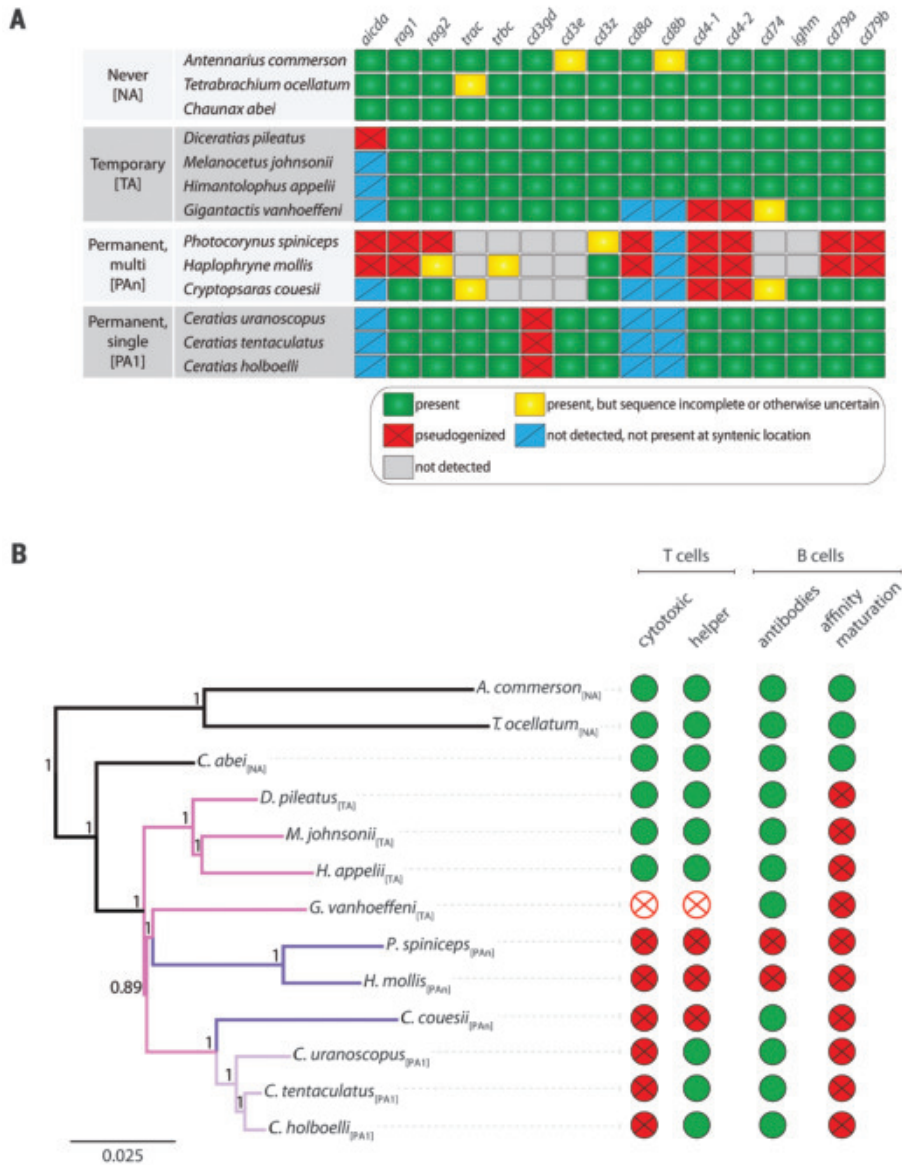 A
aicda rag1 rag2 trac trbc cd3gd cd3e cd3z cd8a cd8b cd4-1 cd4-2 cd74 ighm cd79a cd79b
Never
[NA]
Antennarius commerson
Tetrabrachium ocellatum
Chaunax abei
Temporary
[TA]
Diceratias pileatus
Melanocetus johnsonii
Himantolophus appelii
Gigantactis vanhoeffeni
Permanent,
multi
[PAn]
Photocorynus spiniceps
Haplophryne mollis
Cryptopsaras couesii
Permanent,
single
[PA1]
Ceratias uranoscopus
Ceratias tentaculatus
Ceratias holboelli
present
present, but sequence incomplete or otherwise uncertain
pseudogenized
not detected, not present at syntenic location
not detected
B
T cells B cells
cytotoxic helper antibodies affinity maturation
1 A. commerson[NA]
T. ocellatum[NA]
1
C. abei[NA]
1
D. pileatus[TA]
1
M. johnsonii[TA]
1
H. appelii[TA]
1
G. vanhoeffeni[TA]
1
P. spiniceps[PAn]
1
H. mollis[PAn]
0.89
C. couesii[PAn]
1
C. uranoscopus[PA1]
1
C. tentaculatus[PA1]
1
C. holboelli[PA1]
0.025